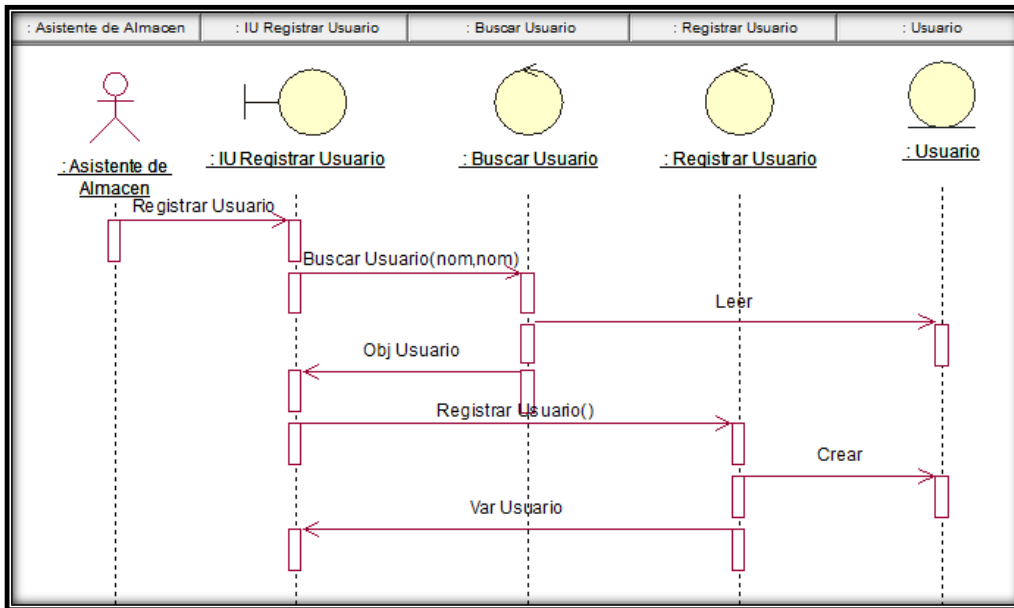 : Asistente de Almacen
: IU Registrar Usuario
: Buscar Usuario
: Registrar Usuario
: Usuario
: Asistente de
Almacen
: IU Registrar Usuario
: Buscar Usuario
: Registrar Usuario
: Usuario
Registrar Usuario
Buscar Usuario(nom,nom)
Leer
Obj Usuario
Registrar Usuario()
Crear
Var Usuario